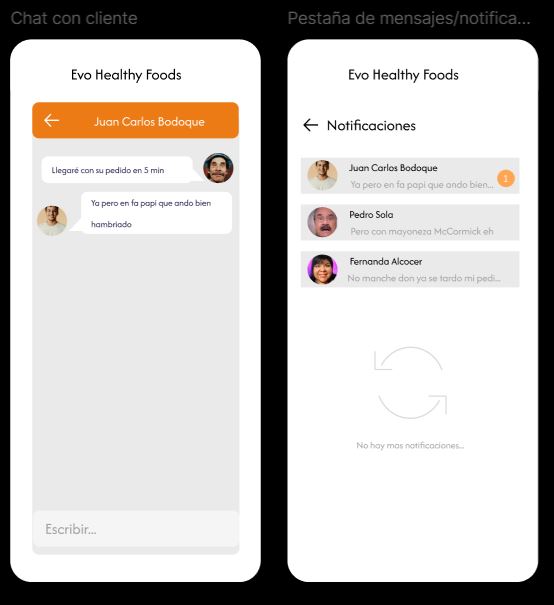 Chat con cliente
Evo Healthy Foods
Juan Carlos Bodoque
Llegaré con su pedido en 5 min
Ya pero en fa papi que ando bien
hambriado
Escribir...
Pestaña de mensajes/notifica...
Evo Healthy Foods
Notificaciones
Juan Carlos Bodoque
Ya pero en fa papi que ando bien...
1
Pedro Sola
Pero con mayoneza McCormick eh
Fernanda Alcocer
No manche don ya se tardo mi pedi...
No hay mas notificaciones...